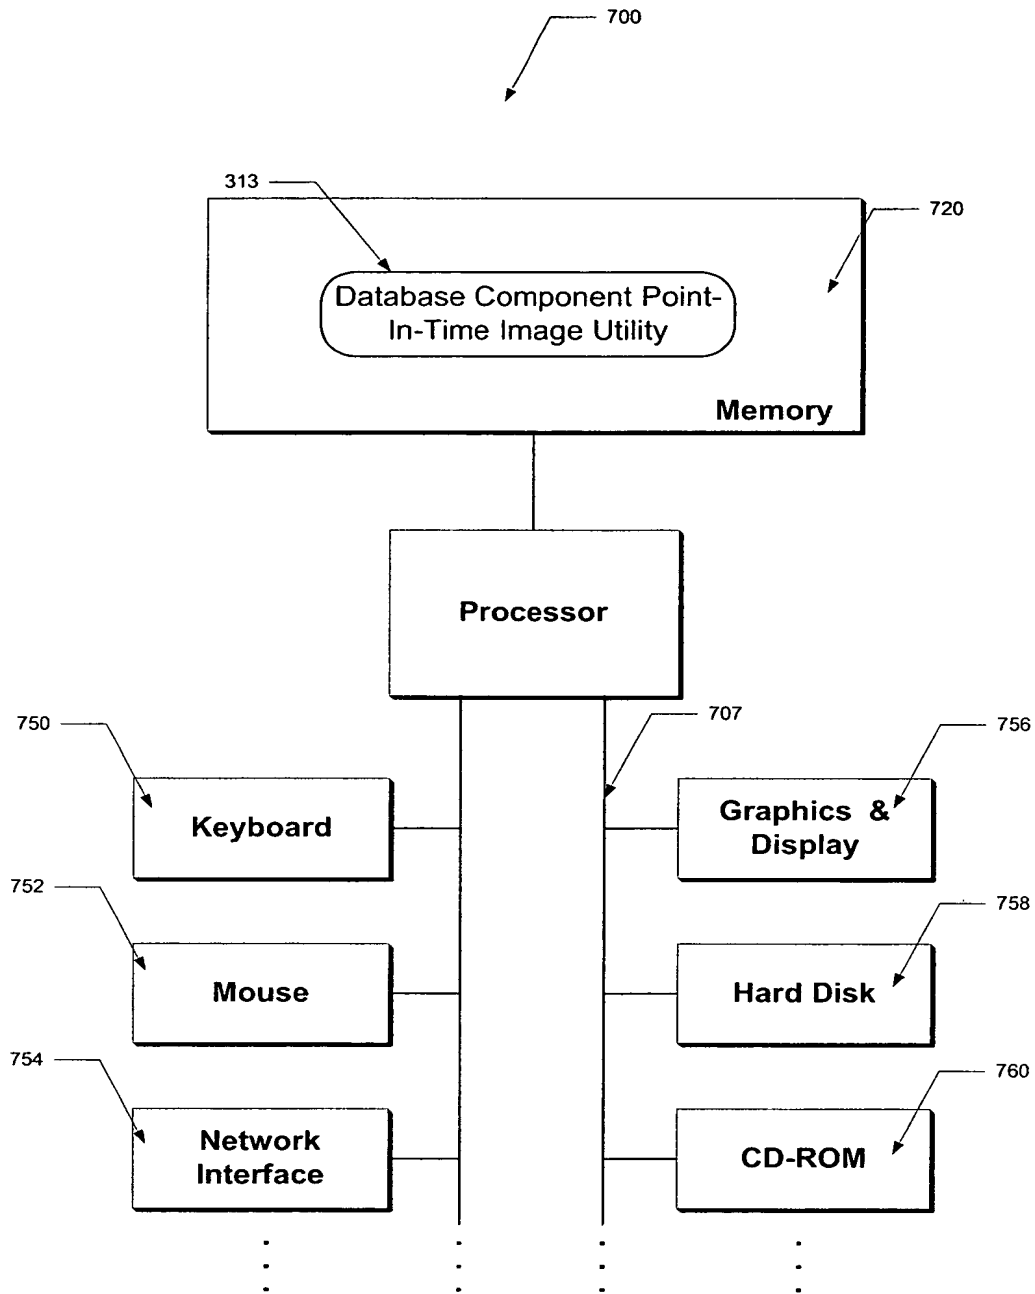 700
313
720
Database Component Point-
In-Time Image Utility
Memory
Processor
750
707
756
Keyboard
Graphics & 
Display
752
758
Mouse
Hard Disk
754
760
Network
Interface
CD-ROM